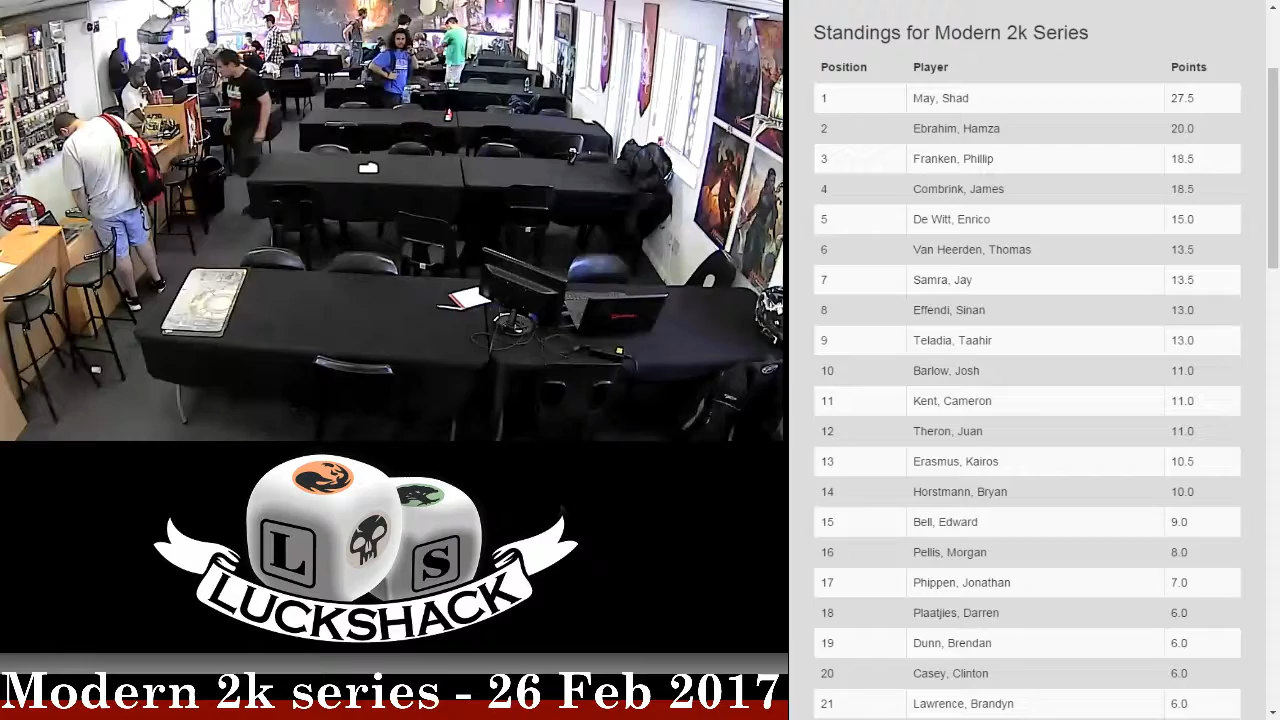 Standings for Modern 2k Series
Position Player Points
1 May, Shad 27.5
2 Ebrahim, Hamza 20.0
3 Franken, Phillip 18.5
4 Combrink, James 18.5
5 De Witt, Enrico 15.0
6 Van Heerden, Thomas 13.5
7 Samra, Jay 13.5
8 Effendi, Sinan 13.0
9 Teladia, Taahir 13.0
10 Barlow, Josh 11.0
11 Kent, Cameron 11.0
12 Theron, Juan 11.0
13 Erasmus, Kairos 10.5
14 Horstmann, Bryan 10.0
15 Bell, Edward 9.0
16 Pellis, Morgan 8.0
17 Phippen, Jonathan 7.0
18 Plaatjies, Darren 6.0
19 Dunn, Brendan 6.0
20 Casey, Clinton 6.0
21 Lawrence, Brandyn 6.0
L S
LUCKSHACK
Modern 2k series - 26 Feb 2017